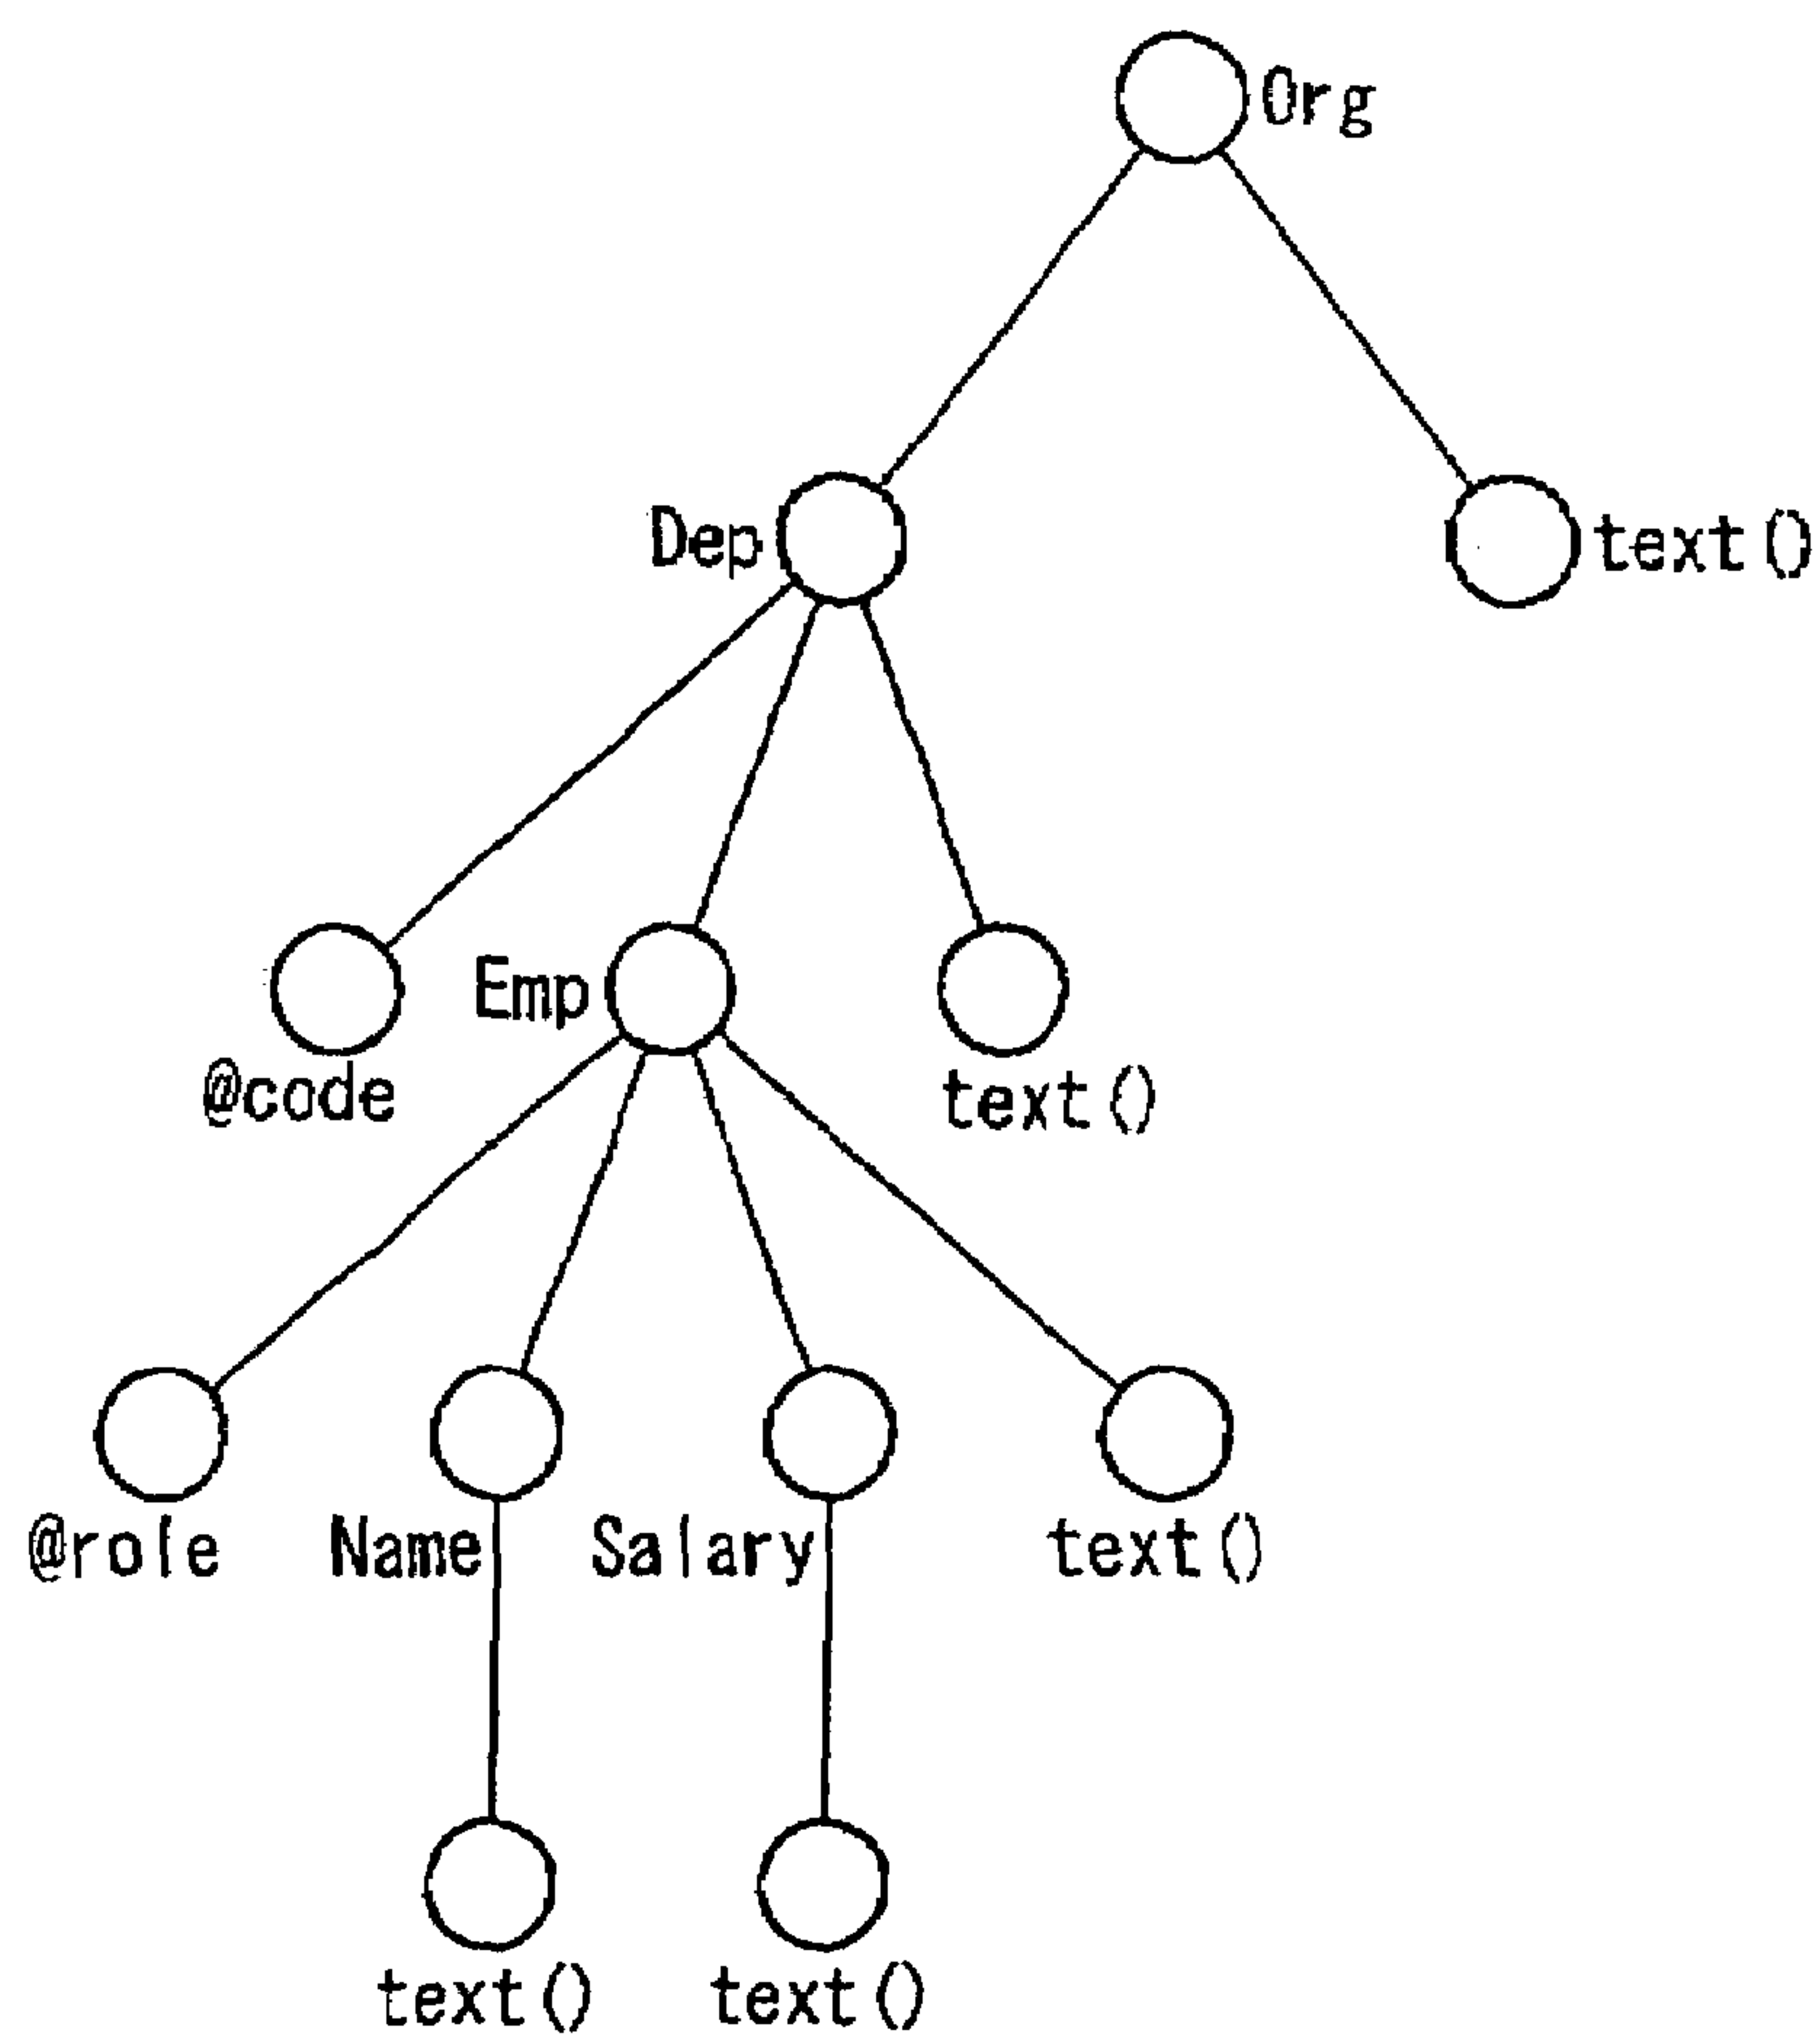 Org
Dep text()
Emp
@code text()
@role Name Salary text()
text() text()